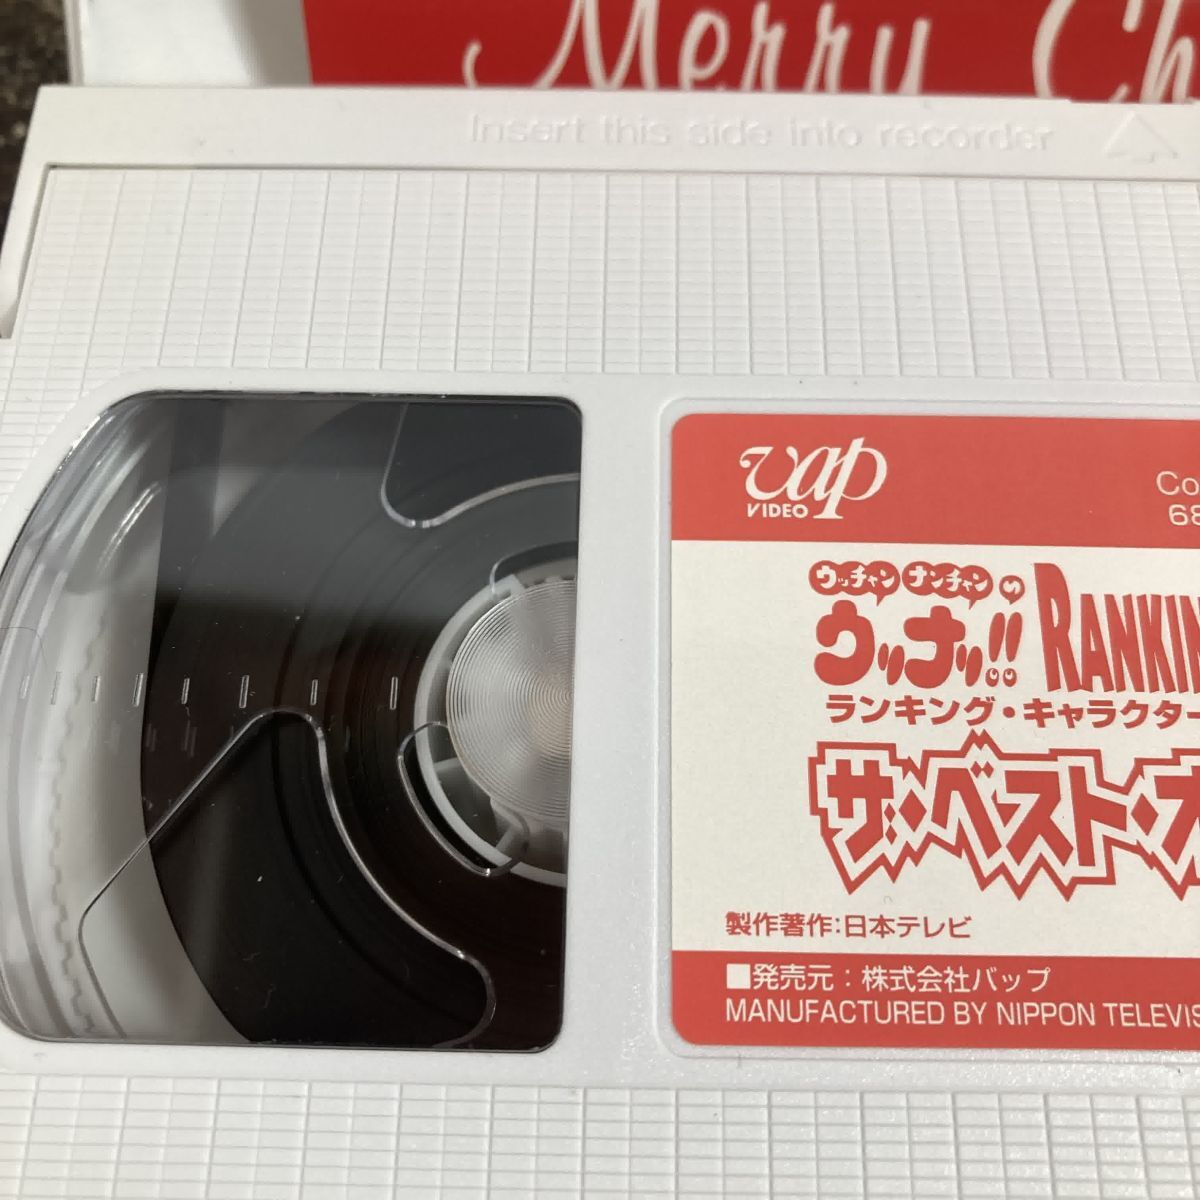 Merry Ch
Insert this side into recorder
vap
VIDEO
Co
68
ウッチャン ナンチャンの
ウッナッ!! RANKIN
ランキング・キャラクター
ザ・ベスト・オ
製作著作:日本テレビ
■発売元:株式会社バップ
MANUFACTURED BY NIPPON TELEVIS